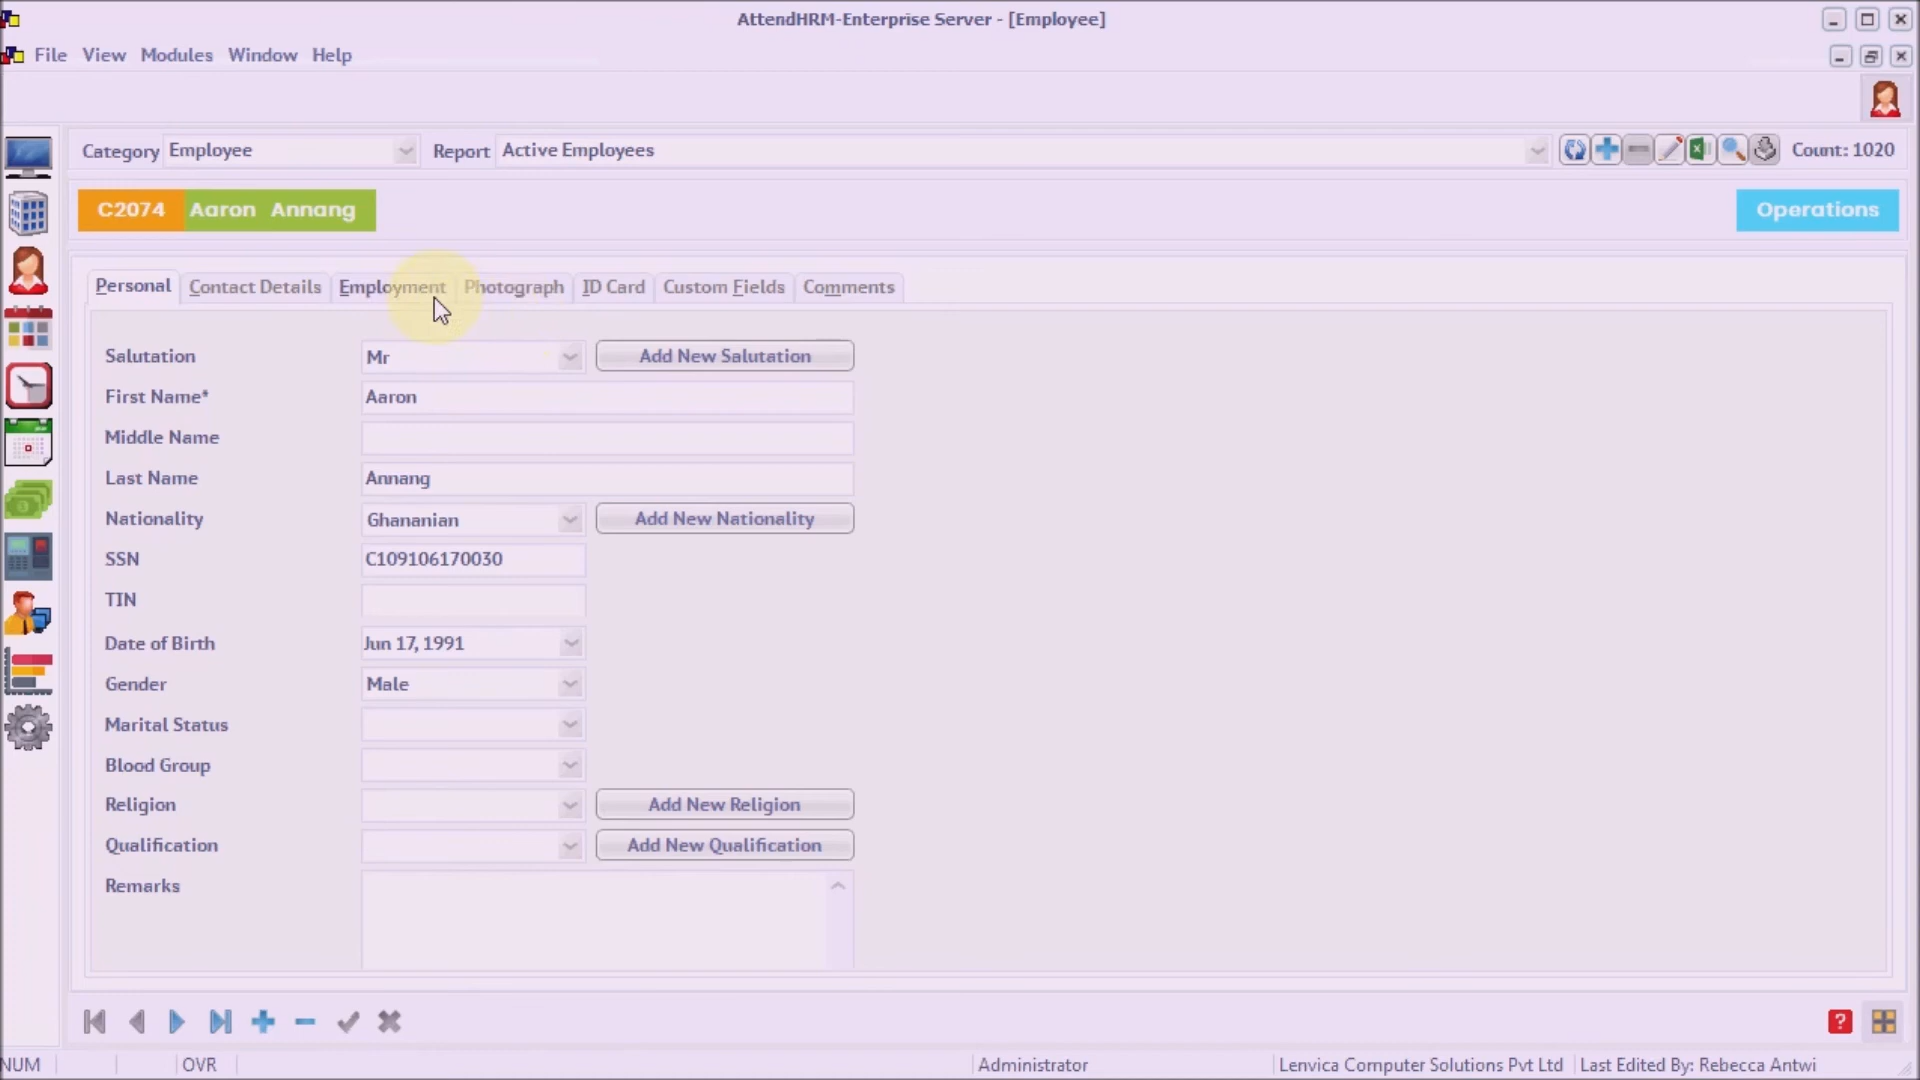 AttendHRM-Enterprise Server - [Employee]
File View Modules Window Help
Category Employee Report Active Employees Count: 1020
C2074 Aaron Annang Operations
Personal Contact Details Employment Photograph ID Card Custom Fields Comments
Salutation Mr Add New Salutation
First Name* Aaron
Middle Name
Last Name Annang
Nationality Ghananian Add New Nationality
SSN C109106170030
TIN
Date of Birth Jun 17, 1991
Gender Male
Marital Status
Blood Group
Religion Add New Religion
Qualification Add New Qualification
Remarks
NUM OVR Administrator Lenvica Computer Solutions Pvt Ltd Last Edited By: Rebecca Antwi